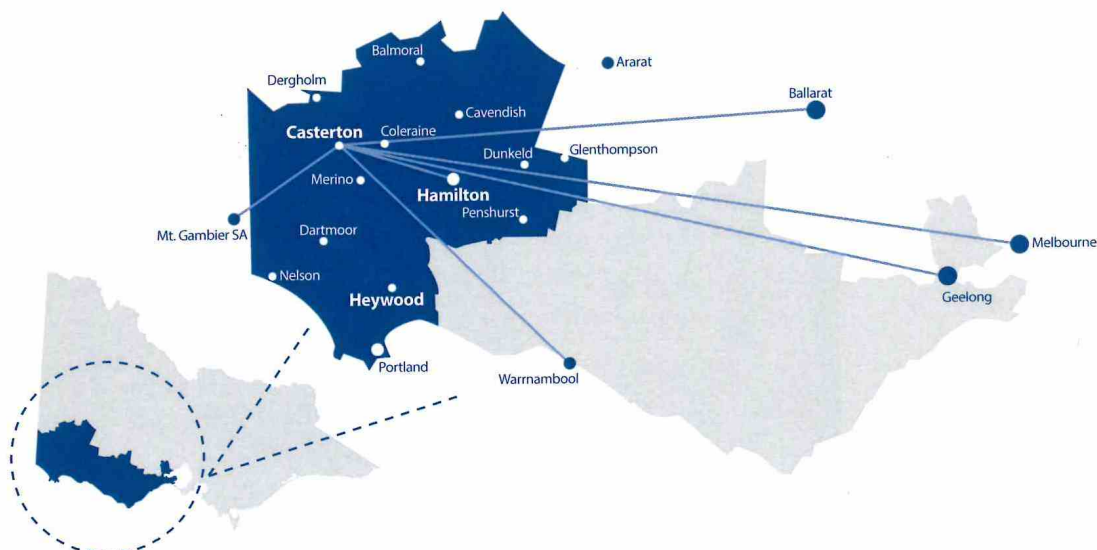 Balmoral
Ararat
Dergholm
Ballarat
Cavendish
Casterton
Coleraine
Dunkeld
Glenthompson
Merino
Hamilton
Penshurst
Mt. Gambier SA
Dartmoor
Melbourne
Nelson
Heywood
Geelong
Portland
Warrnambool